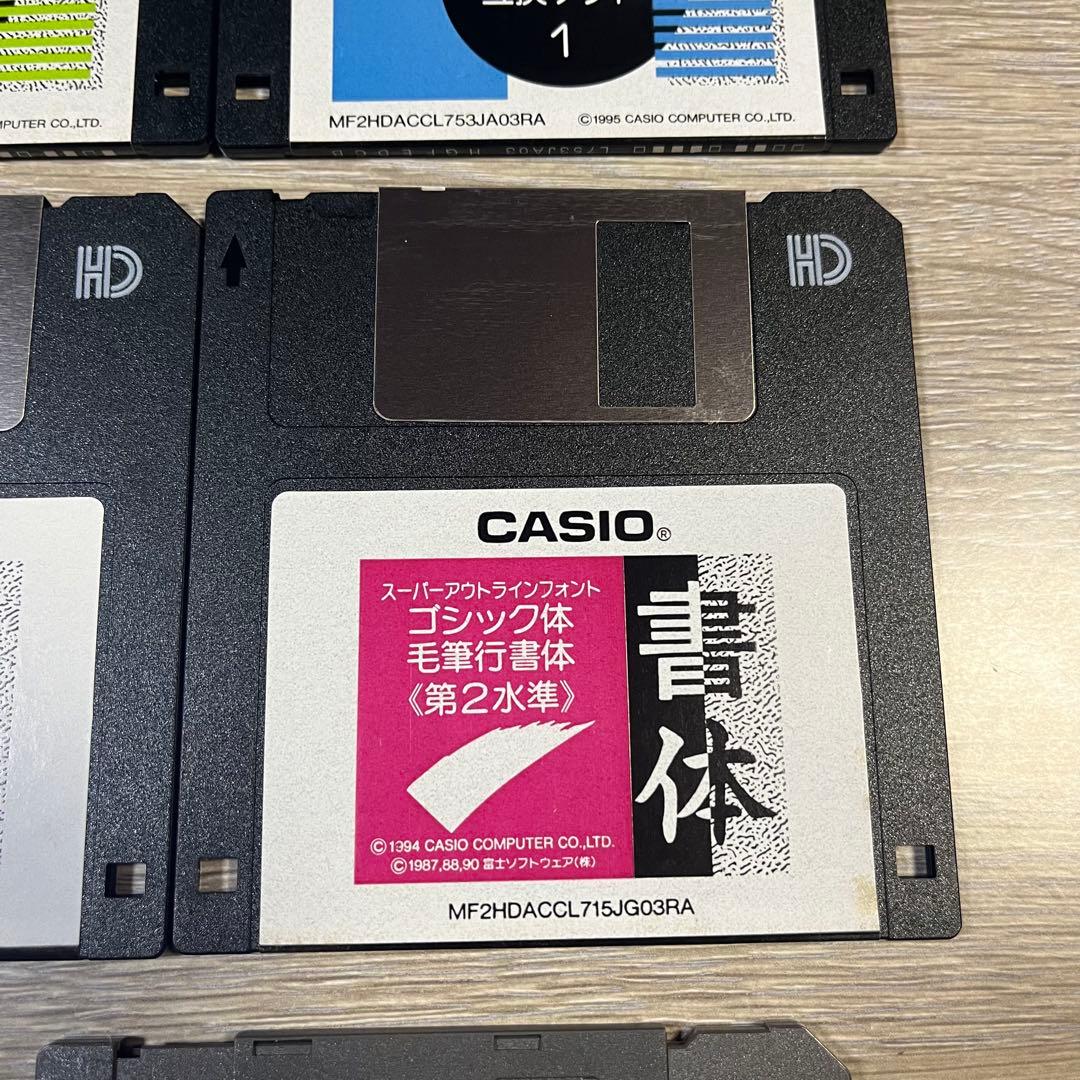 1
MPUTER CO.,LTD.
MF2HDACCL753JA03RA
©1995 CASIO COMPUTER CO.,LTD.
L753JA03 H G F E D C B
HD
HD
CASIO®
スーパーアウトラインフォント
ゴシック体
毛筆行書体
《第2水準》
書体
©1994 CASIO COMPUTER CO.,LTD.
©1987,88,90 富士ソフトウェア(株)
MF2HDACCL715JG03RA